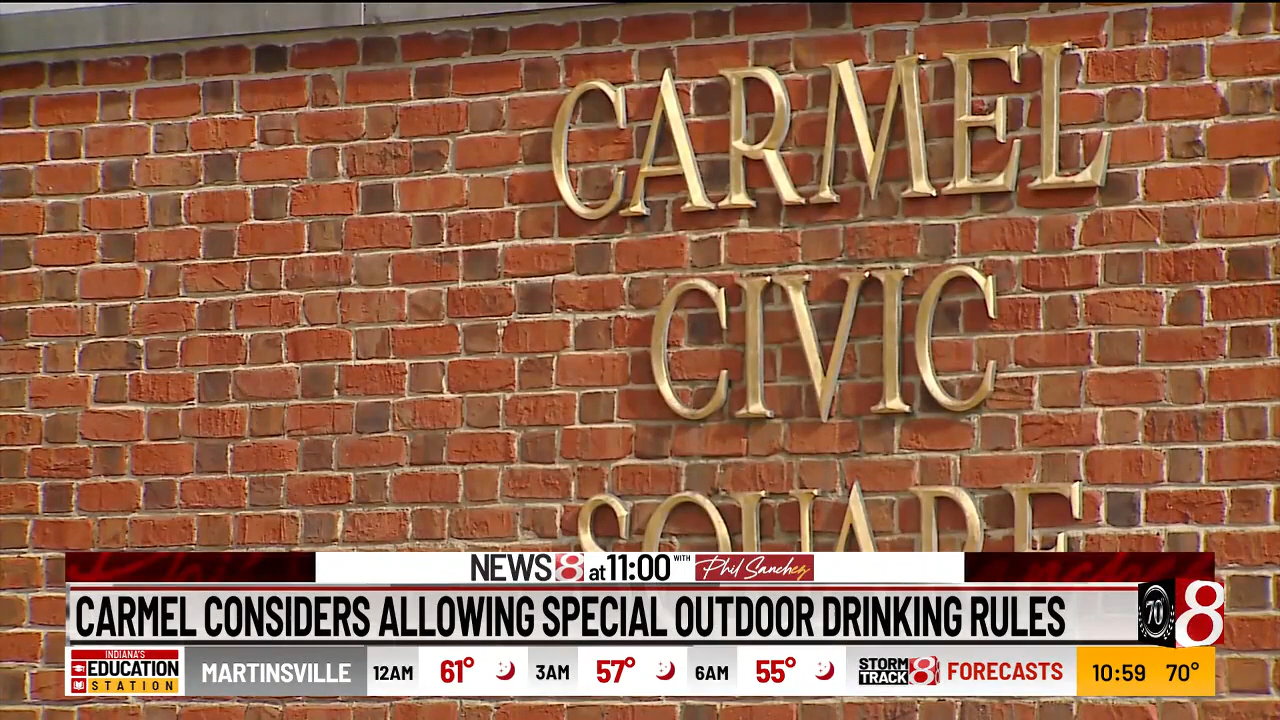 CARMEL
CIVIC
SQUARE
NEWS 8 at 11:00 WITH Phil Sanchez
CARMEL CONSIDERS ALLOWING SPECIAL OUTDOOR DRINKING RULES
70
8
INDIANA'S
EDUCATION
STATION
MARTINSVILLE 12AM 61° 3AM 57° 6AM 55°
STORM
TRACK 8
FORECASTS
10:59 70°